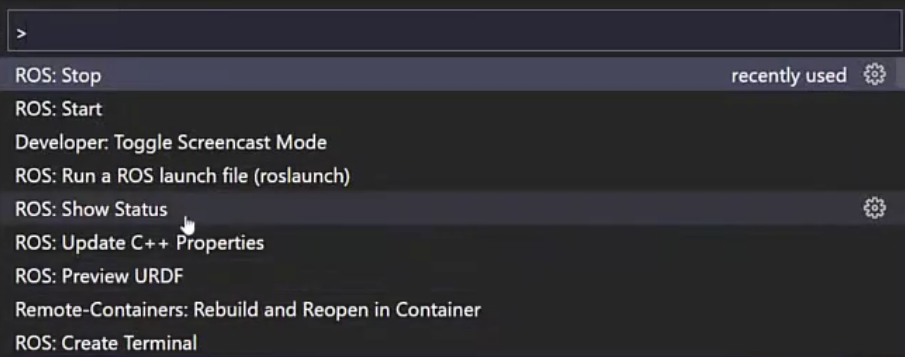 >
ROS: Stop recently used
ROS: Start
Developer: Toggle Screencast Mode
ROS: Run a ROS launch file (roslaunch)
ROS: Show Status
ROS: Update C++ Properties
ROS: Preview URDF
Remote-Containers: Rebuild and Reopen in Container
ROS: Create Terminal